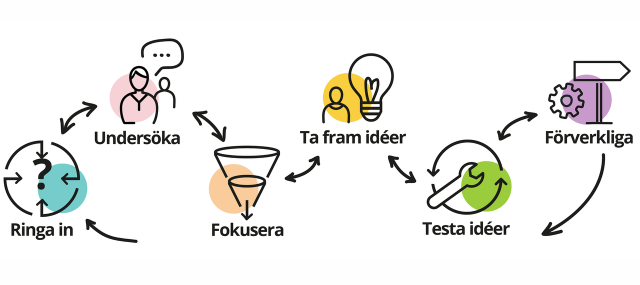 Ringa in
Undersöka
Fokusera
Ta fram idéer
Testa idéer
Förverkliga